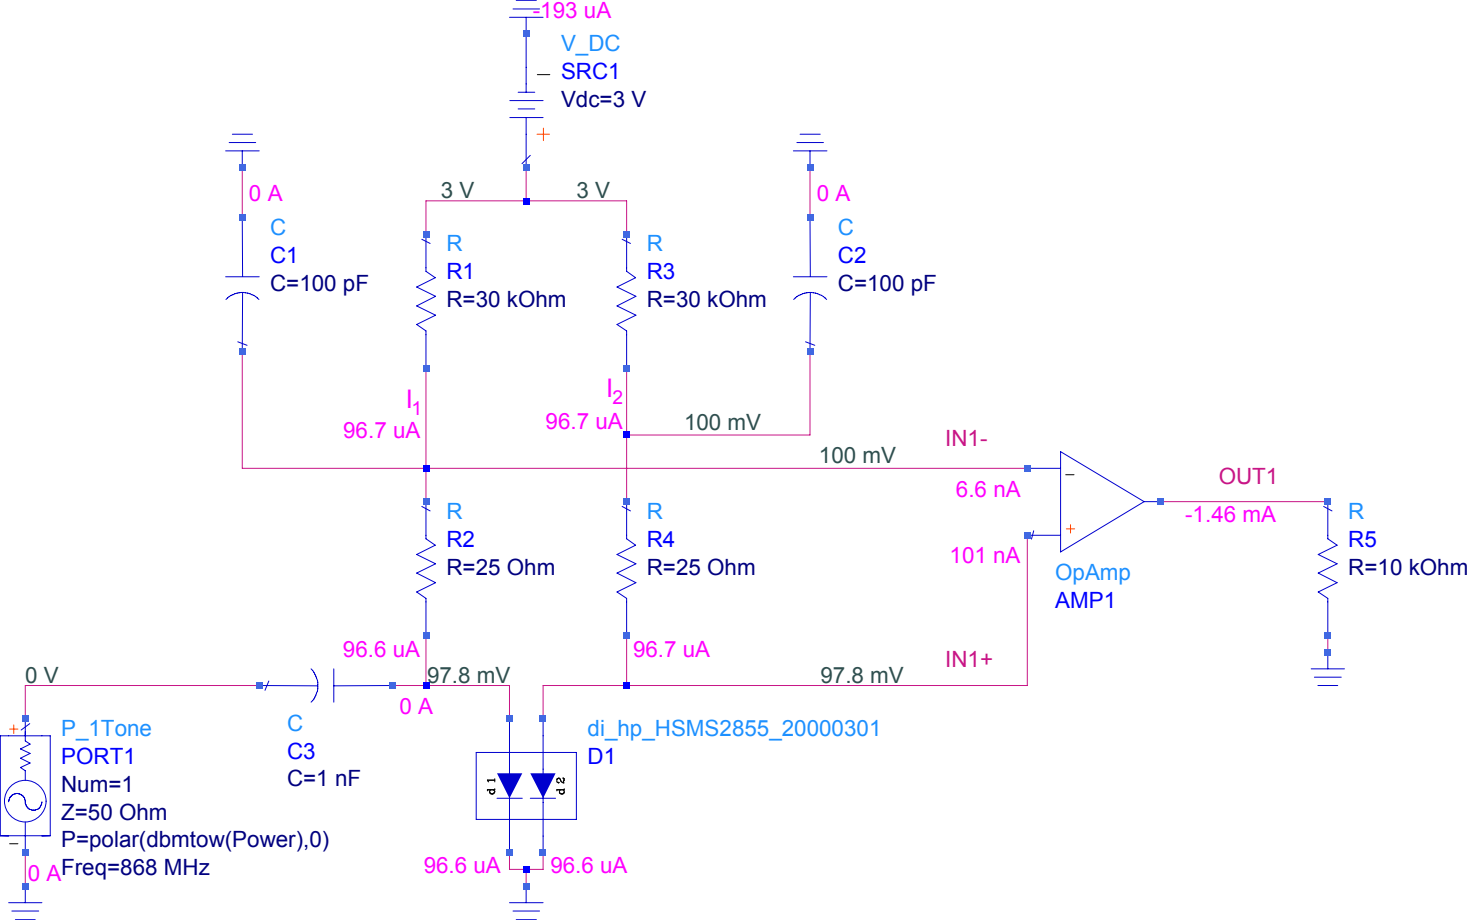 -193 uA
V_DC
SRC1
Vdc=3 V
–
+
3 V
3 V
0 A
0 A
C
C1
C=100 pF
R
R1
R=30 kOhm
R
R3
R=30 kOhm
C
C2
C=100 pF
I1
96.7 uA
I2
96.7 uA
100 mV
100 mV
IN1-
6.6 nA
–
+
OUT1
-1.46 mA
R
R2
R=25 Ohm
R
R4
R=25 Ohm
101 nA
OpAmp
AMP1
R
R5
R=10 kOhm
96.6 uA
96.7 uA
IN1+
0 V
97.8 mV
97.8 mV
0 A
+
P_1Tone
PORT1
Num=1
Z=50 Ohm
P=polar(dbmtow(Power),0)
Freq=868 MHz
–
0 A
C
C3
C=1 nF
di_hp_HSMS2855_20000301
D1
d 1
d 2
96.6 uA
96.6 uA